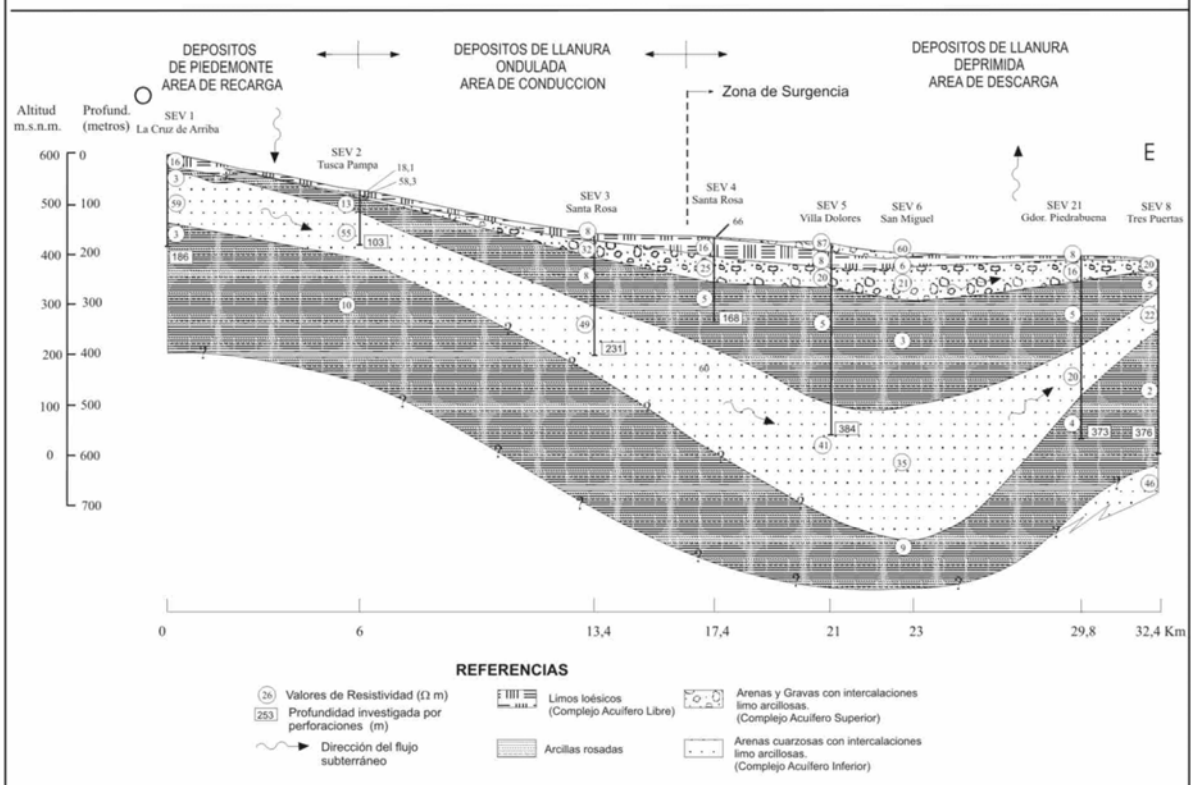 DEPOSITOS
DE PIEDEMONTE
AREA DE RECARGA
DEPOSITOS DE LLANURA
ONDULADA
AREA DE CONDUCCION
DEPOSITOS DE LLANURA
DEPRIMIDA
AREA DE DESCARGA
Zona de Surgencia
O
E
Altitud
m.s.n.m.
Profund.
(metros)
SEV 1
La Cruz de Arriba
SEV 2
Tusca Pampa
SEV 3
Santa Rosa
SEV 4
Santa Rosa
SEV 5
Villa Dolores
SEV 6
San Miguel
SEV 21
Gdor. Piedrabuena
SEV 8
Tres Puertas
600
500
400
300
200
100
0
0
100
200
300
400
500
600
700
16
3
59
3
186
18,1
58,3
13
55
103
10
8
32
8
49
231
66
16
25
5
168
60
87
8
20
5
384
41
60
6
21
3
35
9
8
16
5
20
4
373
20
5
22
2
376
46
? ? ? ? ? ? ? ? ? ? ? ? ? ?
0 6 13,4 17,4 21 23 29,8 32,4 Km
REFERENCIAS
26 Valores de Resistividad (Ω m)
253 Profundidad investigada por
perforaciones (m)
Dirección del flujo
subterráneo
Limos loésicos
(Complejo Acuífero Libre)
Arcillas rosadas
Arenas y Gravas con intercalaciones
limo arcillosas.
(Complejo Acuífero Superior)
Arenas cuarzosas con intercalaciones
limo arcillosas.
(Complejo Acuífero Inferior)